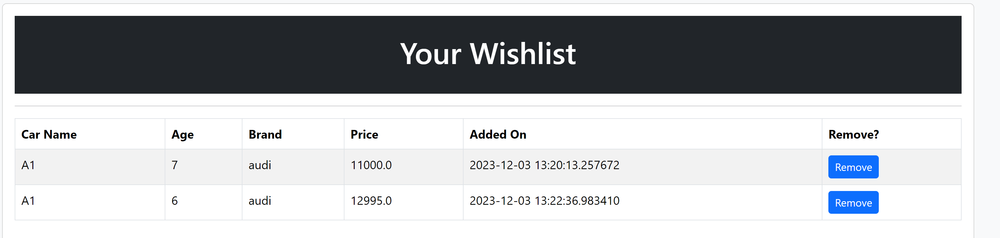 Your Wishlist
Car Name Age Brand Price Added On Remove?
A1 7 audi 11000.0 2023-12-03 13:20:13.257672 Remove
A1 6 audi 12995.0 2023-12-03 13:22:36.983410 Remove